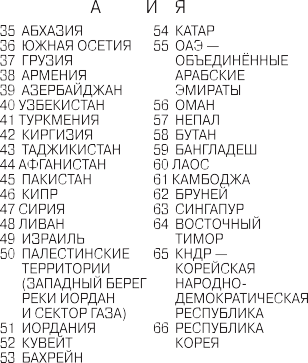 А И Я
35 АБХАЗИЯ
36 ЮЖНАЯ ОСЕТИЯ
37 ГРУЗИЯ
38 АРМЕНИЯ
39 АЗЕРБАЙДЖАН
40 УЗБЕКИСТАН
41 ТУРКМЕНИЯ
42 КИРГИЗИЯ
43 ТАДЖИКИСТАН
44 АФГАНИСТАН
45 ПАКИСТАН
46 КИПР
47 СИРИЯ
48 ЛИВАН
49 ИЗРАИЛЬ
50 ПАЛЕСТИНСКИЕ
ТЕРРИТОРИИ
(ЗАПАДНЫЙ БЕРЕГ
РЕКИ ИОРДАН
И СЕКТОР ГАЗА)
51 ИОРДАНИЯ
52 КУВЕЙТ
53 БАХРЕЙН
54 КАТАР
55 ОАЭ —
ОБЪЕДИНЁННЫЕ
АРАБСКИЕ
ЭМИРАТЫ
56 ОМАН
57 НЕПАЛ
58 БУТАН
59 БАНГЛАДЕШ
60 ЛАОС
61 КАМБОДЖА
62 БРУНЕЙ
63 СИНГАПУР
64 ВОСТОЧНЫЙ
ТИМОР
65 КНДР —
КОРЕЙСКАЯ
НАРОДНО-
ДЕМОКРАТИЧЕСКАЯ
РЕСПУБЛИКА
66 РЕСПУБЛИКА
КОРЕЯ